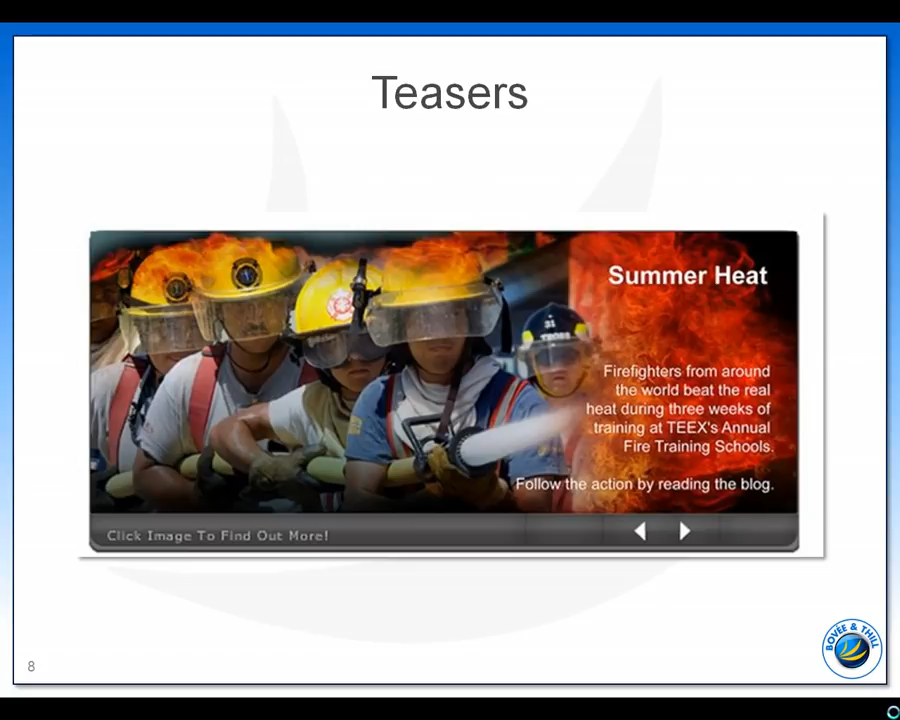 Teasers
Summer Heat
Firefighters from around
the world beat the real
heat during three weeks of
training at TEEX's Annual
Fire Training Schools.
Follow the action by reading the blog.
Click Image To Find Out More!
31
8
BOVÉE & THILL